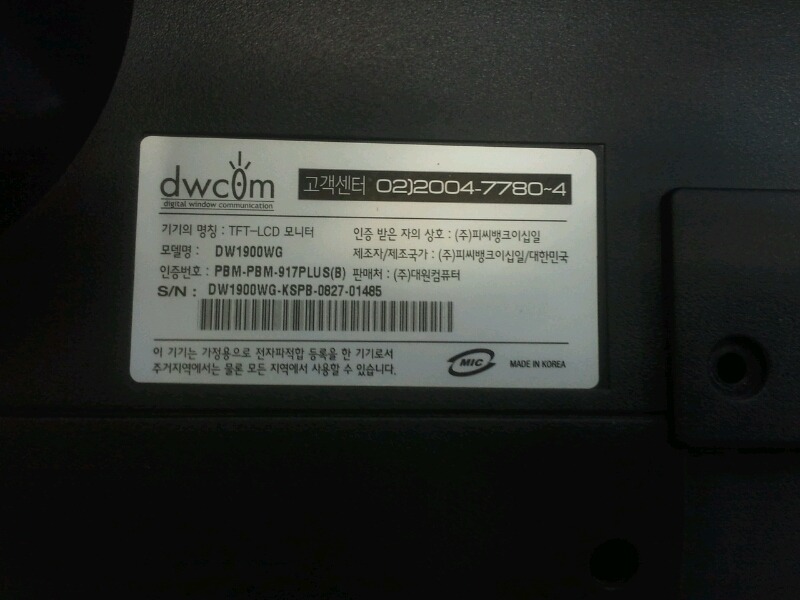 dwcom
digital window communication
고객센터 02)2004-7780~4
기기의 명칭 : TFT-LCD 모니터
인증 받은 자의 상호 : (주)피씨뱅크이십일
모델명 : DW1900WG
제조자/제조국가 : (주)피씨뱅크이십일/대한민국
인증번호 : PBM-PBM-917PLUS(B)
판매처 : (주)대원컴퓨터
S/N : DW1900WG-KSPB-0827-01485
이 기기는 가정용으로 전자파적합 등록을 한 기기로서
주거지역에서는 물론 모든 지역에서 사용할 수 있습니다.
MIC
MADE IN KOREA